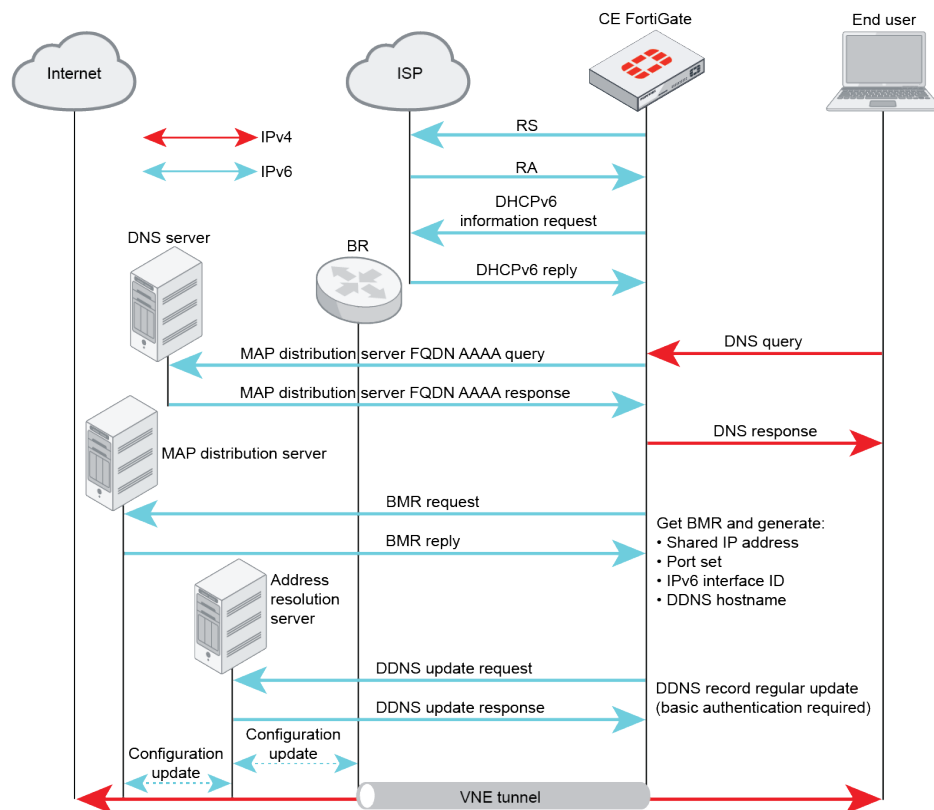 CE FortiGate
End user
Internet
ISP
RS
IPv4
RA
IPv6
DHCPv6
information request
DNS server
BR
DHCPv6 reply
DNS query
MAP distribution server FQDN AAAA query
MAP distribution server FQDN AAAA response
DNS response
MAP distribution server
BMR request
Get BMR and generate:
• Shared IP address
• Port set
• IPv6 interface ID
• DDNS hostname
BMR reply
Address
resolution
server
DDNS update request
DDNS record regular update
(basic authentication required)
DDNS update response
Configuration
update
Configuration
update
VNE tunnel